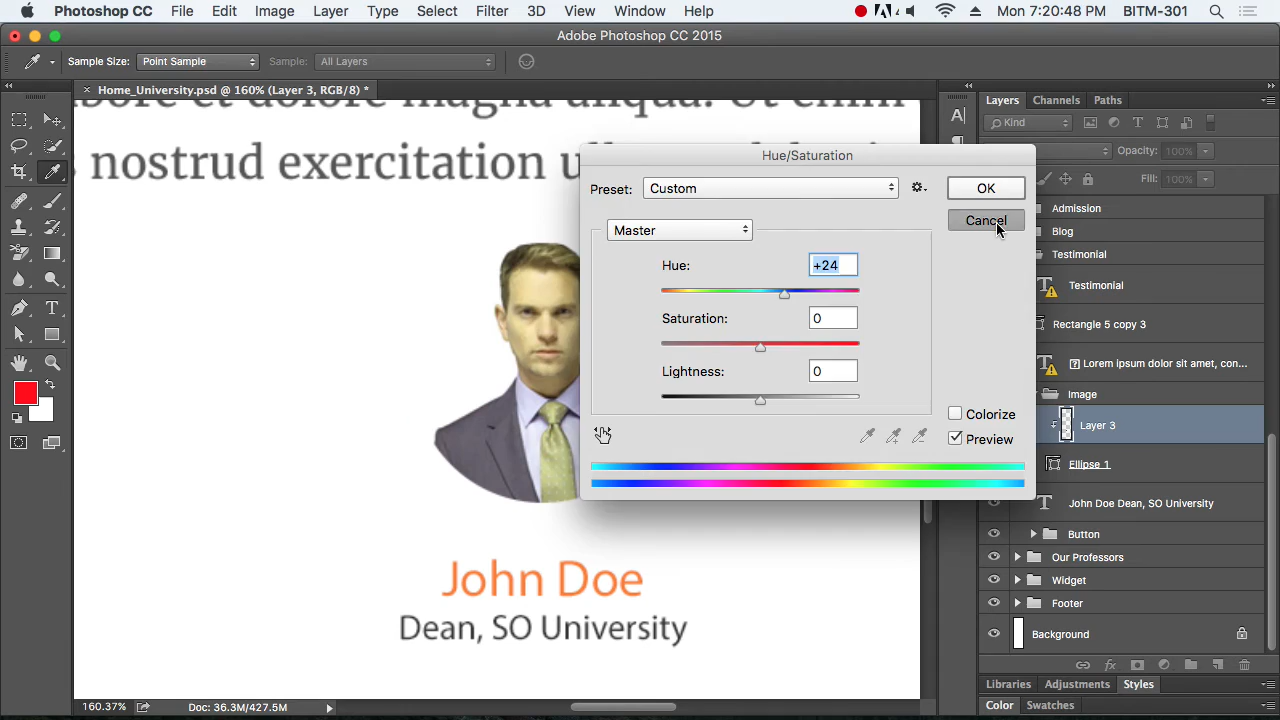 Photoshop CC File Edit Image Layer Type Select Filter 3D View Window Help Mon 7:20:48 PM BITM-301
Adobe Photoshop CC 2015
Sample Size: Point Sample Sample: All Layers
× Home_University.psd @ 160% (Layer 3, RGB/8) *
dolore magna aliqua. Ut enim
nostrud exercitation
Hue/Saturation
Preset: Custom OK
Cancel
Master
Hue: +24
Saturation: 0
Lightness: 0
Colorize
Preview
John Doe
Dean, SO University
Layers Channels Paths
Kind
Opacity: 100%
Fill: 100%
Admission
Blog
Testimonial
T Testimonial
Rectangle 5 copy 3
T Lorem ipsum dolor sit amet, con...
Image
Layer 3
Ellipse 1
T John Doe Dean, SO University
Button
Our Professors
Widget
Footer
Background
fx
Libraries Adjustments Styles
Color Swatches
160.37% Doc: 36.3M/427.5M